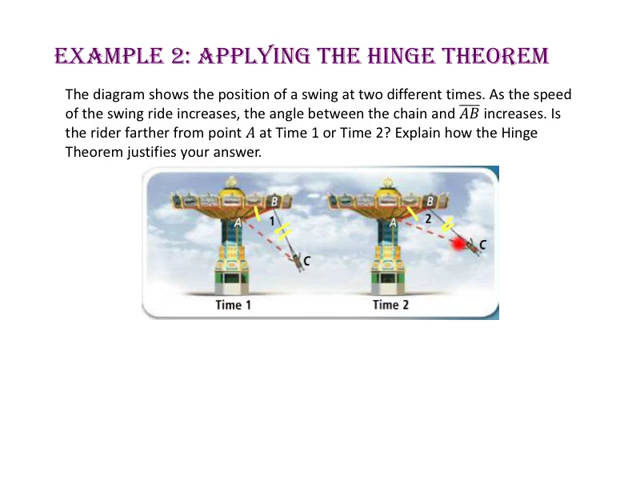 EXAMPLE 2: APPLYING THE HINGE THEOREM
The diagram shows the position of a swing at two different times. As the speed
of the swing ride increases, the angle between the chain and A͞B͞ increases. Is
the rider farther from point A at Time 1 or Time 2? Explain how the Hinge
Theorem justifies your answer.
B
A
1
C
Time 1
B
A
2
C
Time 2